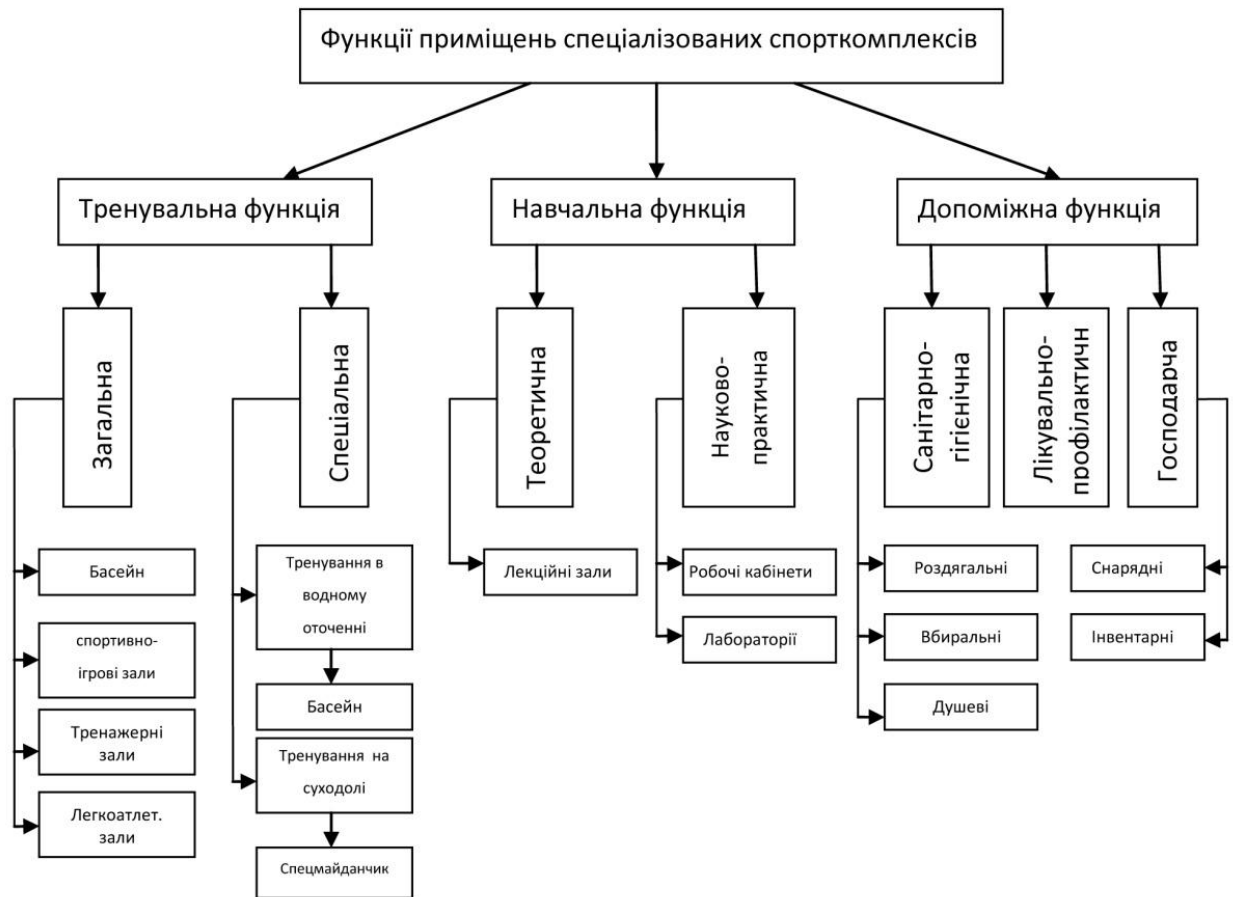 Функції приміщень спеціалізованих спорткомплексів
Тренувальна функція
Навчальна функція
Допоміжна функція
Загальна
Спеціальна
Теоретична
Науково-
практична
Санітарно-
гігієнічна
Лікувально-
профілактичн
Господарча
Басейн
спортивно-
ігрові зали
Тренажерні
зали
Легкоатлет.
зали
Тренування в
водному
оточенні
Басейн
Тренування на
суходолі
Спецмайданчик
Лекційні зали
Робочі кабінети
Лабораторії
Роздягальні
Вбиральні
Душеві
Снарядні
Інвентарні